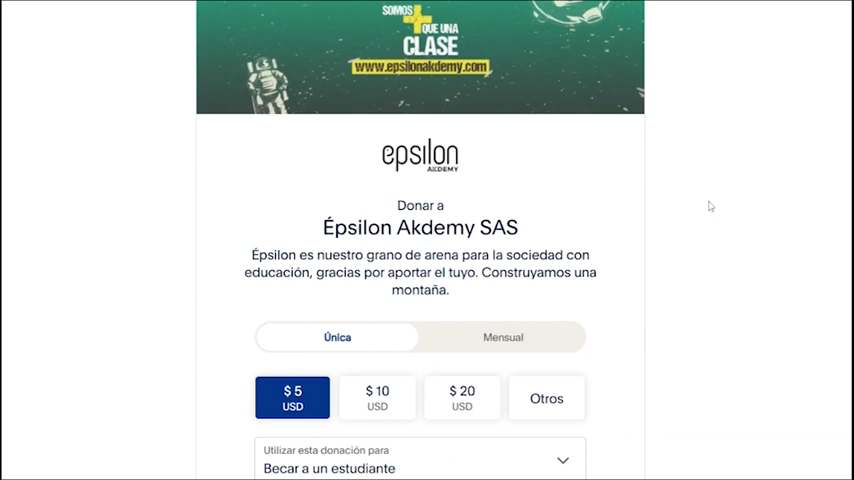 SOMOS
+
QUE UNA
CLASE
www.epsilonakdemy.com
epsilon
AKDEMY
Donar a
Épsilon Akdemy SAS
Épsilon es nuestro grano de arena para la sociedad con
educación, gracias por aportar el tuyo. Construyamos una
montaña.
Única
Mensual
$ 5
USD
$ 10
USD
$ 20
USD
Otros
Utilizar esta donación para
Becar a un estudiante